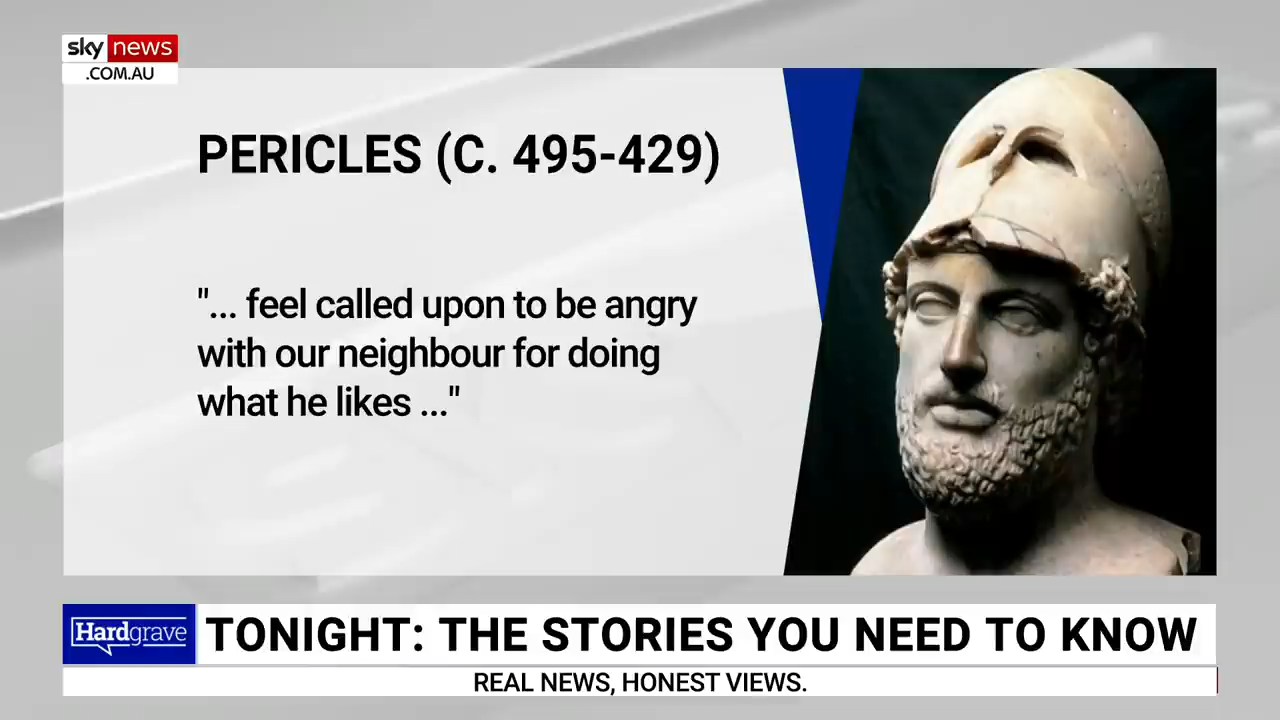 sky news
.COM.AU
PERICLES (C. 495-429)
"... feel called upon to be angry
with our neighbour for doing
what he likes ..."
Hardgrave
TONIGHT: THE STORIES YOU NEED TO KNOW
REAL NEWS, HONEST VIEWS.